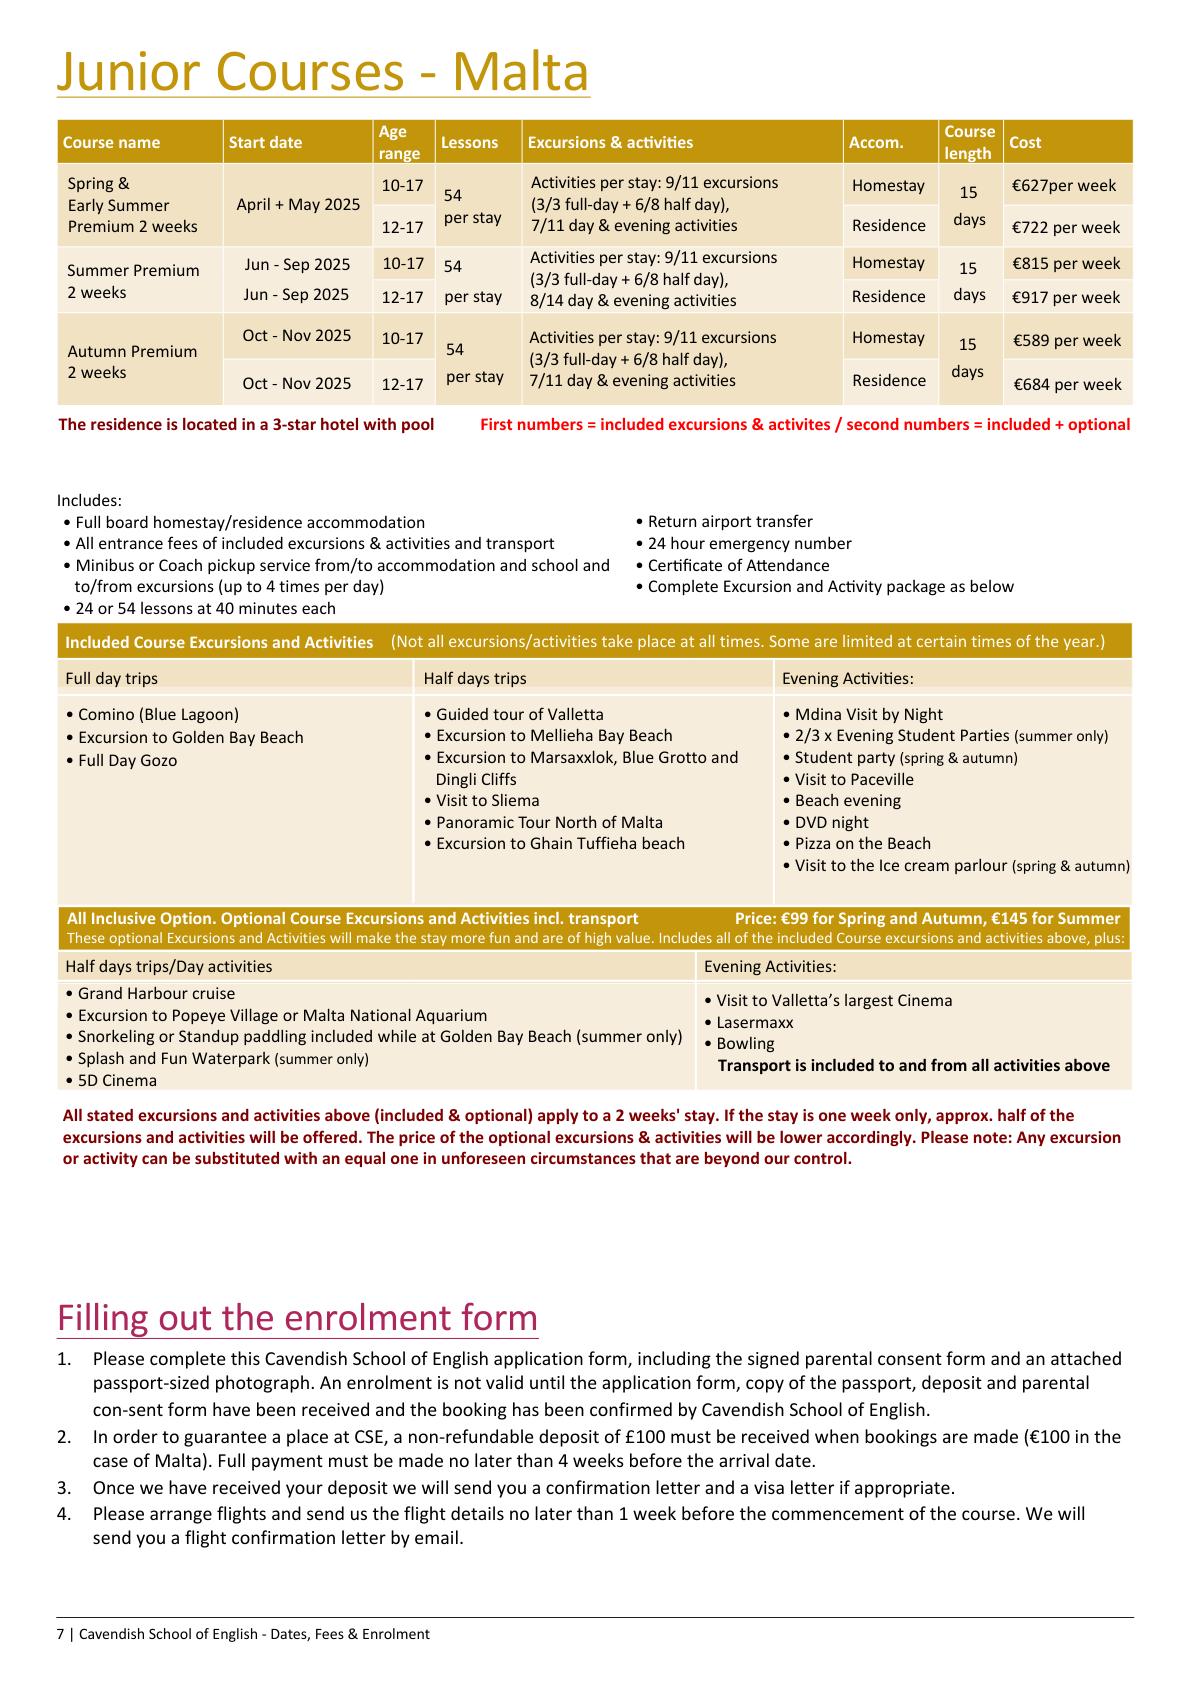 Junior Courses - Malta
Course name Start date Age range Lessons Excursions & activities Accom. Course length Cost
Spring &
Early Summer
Premium 2 weeks
April + May 2025
10-17
12-17
54
per stay
Activities per stay: 9/11 excursions
(3/3 full-day + 6/8 half day),
7/11 day & evening activities
Homestay
Residence
15
days
€627per week
€722 per week
Summer Premium
2 weeks
Jun - Sep 2025
Jun - Sep 2025
10-17
12-17
54
per stay
Activities per stay: 9/11 excursions
(3/3 full-day + 6/8 half day),
8/14 day & evening activities
Homestay
Residence
15
days
€815 per week
€917 per week
Autumn Premium
2 weeks
Oct - Nov 2025
Oct - Nov 2025
10-17
12-17
54
per stay
Activities per stay: 9/11 excursions
(3/3 full-day + 6/8 half day),
7/11 day & evening activities
Homestay
Residence
15
days
€589 per week
€684 per week
The residence is located in a 3-star hotel with pool
First numbers = included excursions & activites / second numbers = included + optional
Includes:
• Full board homestay/residence accommodation
• All entrance fees of included excursions & activities and transport
• Minibus or Coach pickup service from/to accommodation and school and
to/from excursions (up to 4 times per day)
• 24 or 54 lessons at 40 minutes each
• Return airport transfer
• 24 hour emergency number
• Certificate of Attendance
• Complete Excursion and Activity package as below
Included Course Excursions and Activities (Not all excursions/activities take place at all times. Some are limited at certain times of the year.)
Full day trips
• Comino (Blue Lagoon)
• Excursion to Golden Bay Beach
• Full Day Gozo
Half days trips
• Guided tour of Valletta
• Excursion to Mellieha Bay Beach
• Excursion to Marsaxxlok, Blue Grotto and
Dingli Cliffs
• Visit to Sliema
• Panoramic Tour North of Malta
• Excursion to Ghain Tuffieha beach
Evening Activities:
• Mdina Visit by Night
• 2/3 x Evening Student Parties (summer only)
• Student party (spring & autumn)
• Visit to Paceville
• Beach evening
• DVD night
• Pizza on the Beach
• Visit to the Ice cream parlour (spring & autumn)
All Inclusive Option. Optional Course Excursions and Activities incl. transport Price: €99 for Spring and Autumn, €145 for Summer
These optional Excursions and Activities will make the stay more fun and are of high value. Includes all of the included Course excursions and activities above, plus:
Half days trips/Day activities
• Grand Harbour cruise
• Excursion to Popeye Village or Malta National Aquarium
• Snorkeling or Standup paddling included while at Golden Bay Beach (summer only)
• Splash and Fun Waterpark (summer only)
• 5D Cinema
Evening Activities:
• Visit to Valletta’s largest Cinema
• Lasermaxx
• Bowling
Transport is included to and from all activities above
All stated excursions and activities above (included & optional) apply to a 2 weeks' stay. If the stay is one week only, approx. half of the
excursions and activities will be offered. The price of the optional excursions & activities will be lower accordingly. Please note: Any excursion
or activity can be substituted with an equal one in unforeseen circumstances that are beyond our control.
Filling out the enrolment form
1. Please complete this Cavendish School of English application form, including the signed parental consent form and an attached
passport-sized photograph. An enrolment is not valid until the application form, copy of the passport, deposit and parental
con-sent form have been received and the booking has been confirmed by Cavendish School of English.
2. In order to guarantee a place at CSE, a non-refundable deposit of £100 must be received when bookings are made (€100 in the
case of Malta). Full payment must be made no later than 4 weeks before the arrival date.
3. Once we have received your deposit we will send you a confirmation letter and a visa letter if appropriate.
4. Please arrange flights and send us the flight details no later than 1 week before the commencement of the course. We will
send you a flight confirmation letter by email.
7 | Cavendish School of English - Dates, Fees & Enrolment